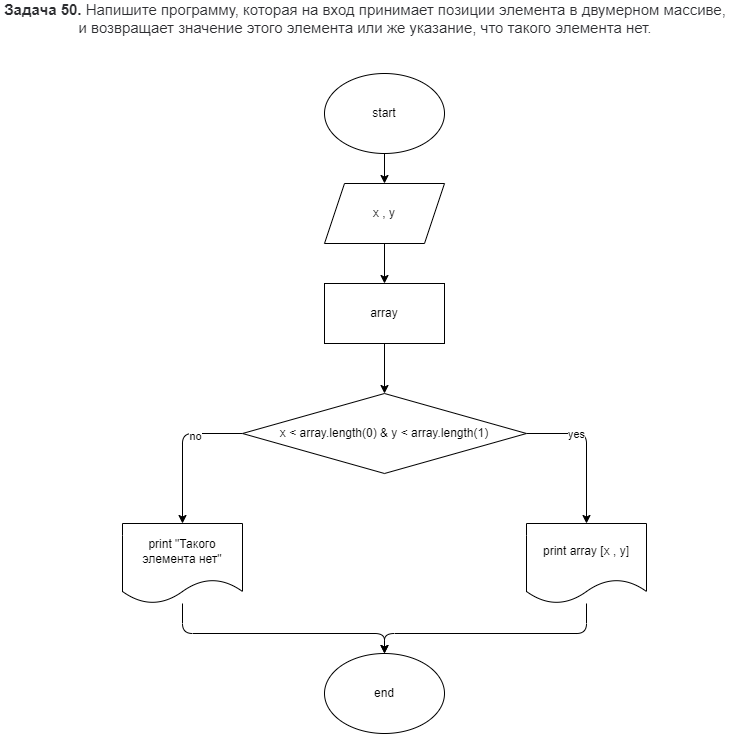 Задача 50. Напишите программу, которая на вход принимает позиции элемента в двумерном массиве,
и возвращает значение этого элемента или же указание, что такого элемента нет.
start
x , y
array
x < array.length(0) & y < array.length(1)
no
yes
print "Такого
элемента нет"
print array [x , y]
end